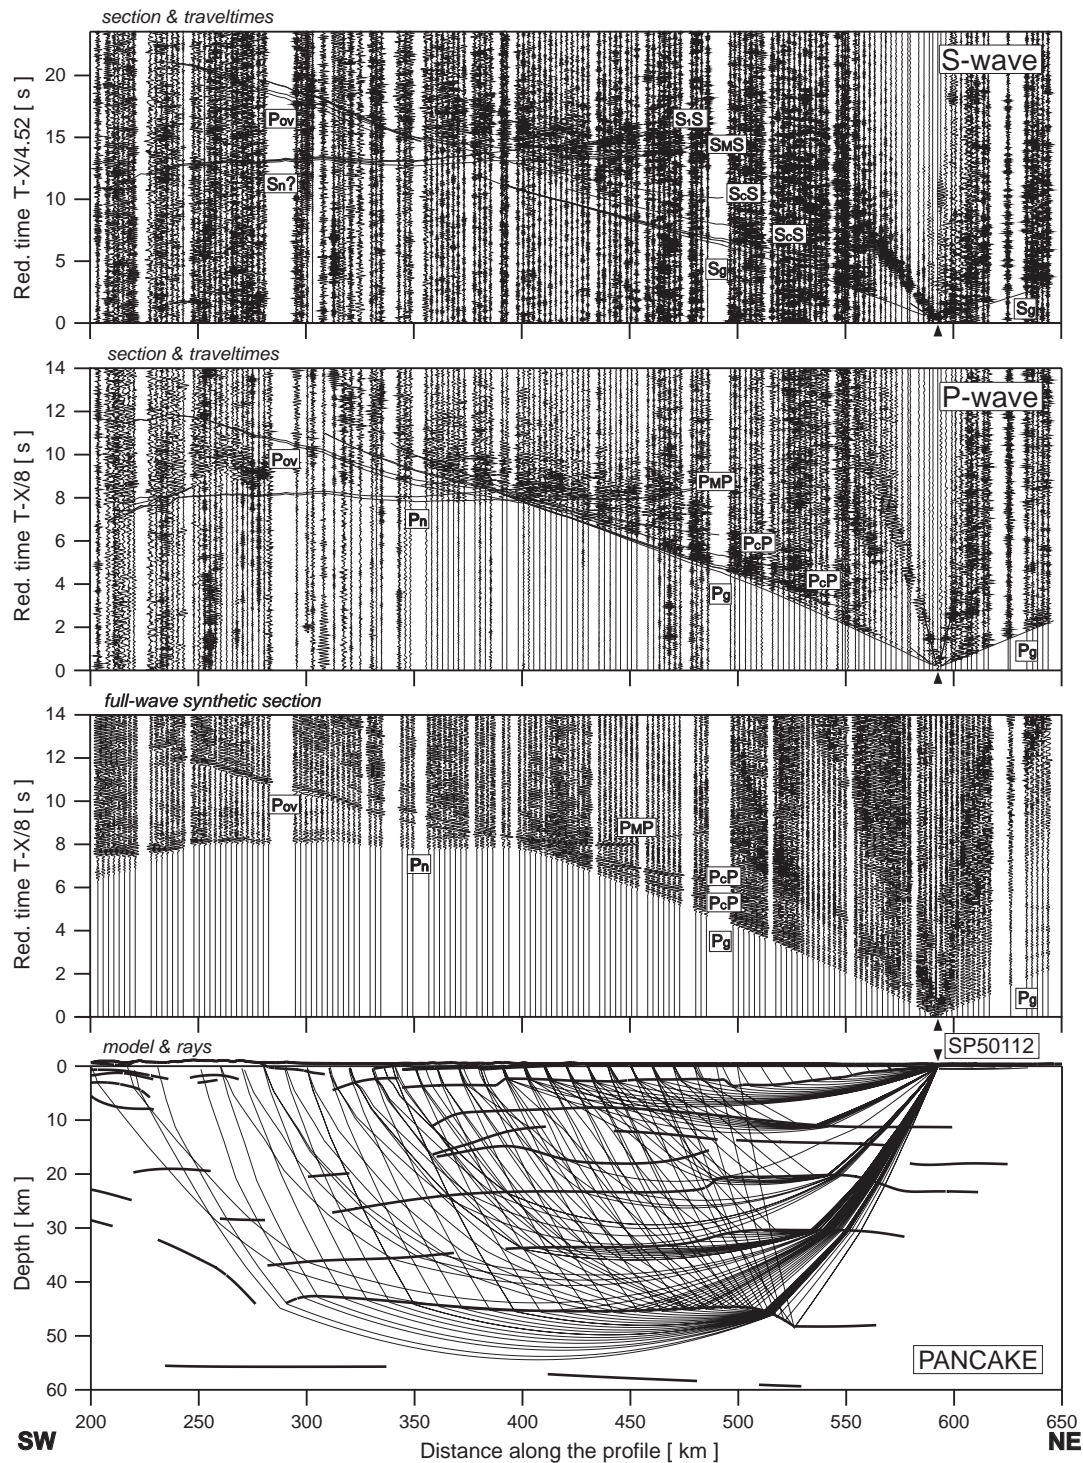 section & traveltimes
S-wave
Red. time T-X/4.52 [ s ]
20
15
10
5
0
Pov
Sn?
S1S
SMS
ScS
ScS
Sg
Sg
section & traveltimes
P-wave
Red. time T-X/8 [ s ]
14
12
10
8
6
4
2
0
Pov
Pn
PMP
PcP
PcP
Pg
Pg
full-wave synthetic section
Red. time T-X/8 [ s ]
14
12
10
8
6
4
2
0
Pov
Pn
PMP
PcP
PcP
Pg
Pg
model & rays
SP50112
Depth [ km ]
0
10
20
30
40
50
60
PANCAKE
200 250 300 350 400 450 500 550 600 650
SW
Distance along the profile [ km ]
NE